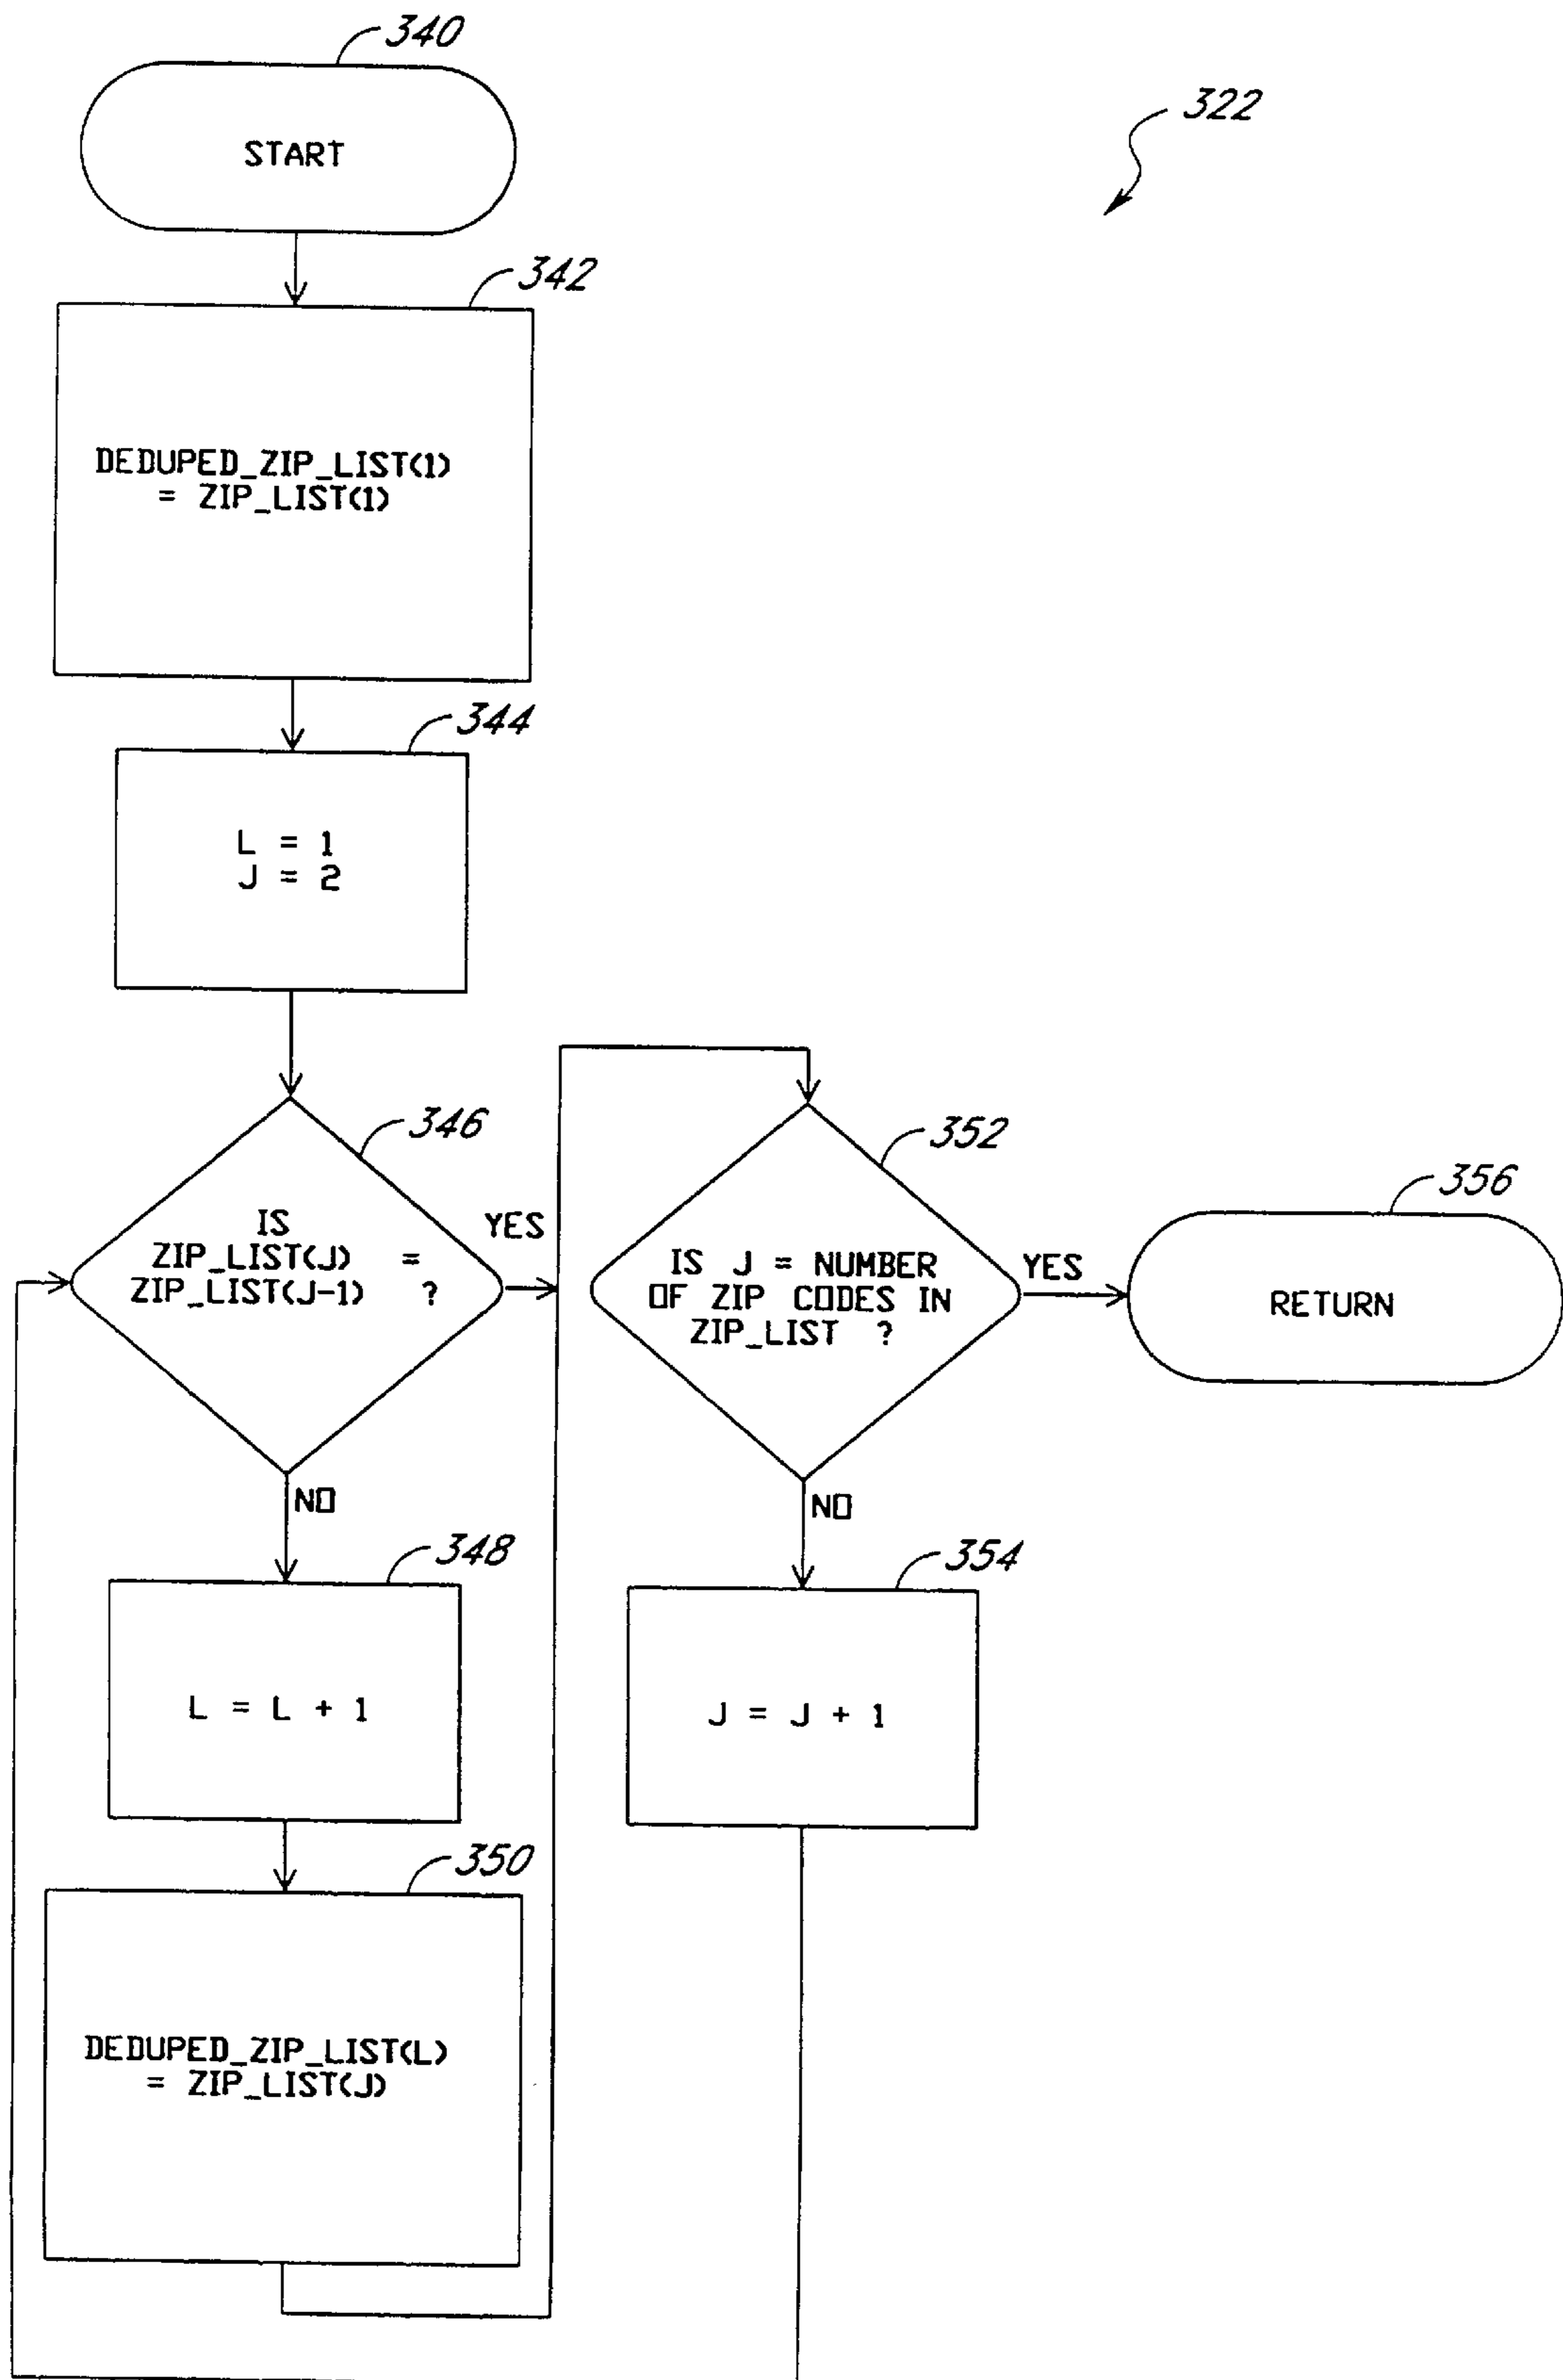 340
322
START
342
DEDUPED_ZIP_LIST(1)
= ZIP_LIST(1)
344
L = 1
J = 2
346
IS
ZIP_LIST(J) =
ZIP_LIST(J-1) ?
YES
NO
348
L = L + 1
350
DEDUPED_ZIP_LIST(L)
= ZIP_LIST(J)
352
IS J = NUMBER
OF ZIP CODES IN
ZIP_LIST ?
YES
NO
354
J = J + 1
356
RETURN